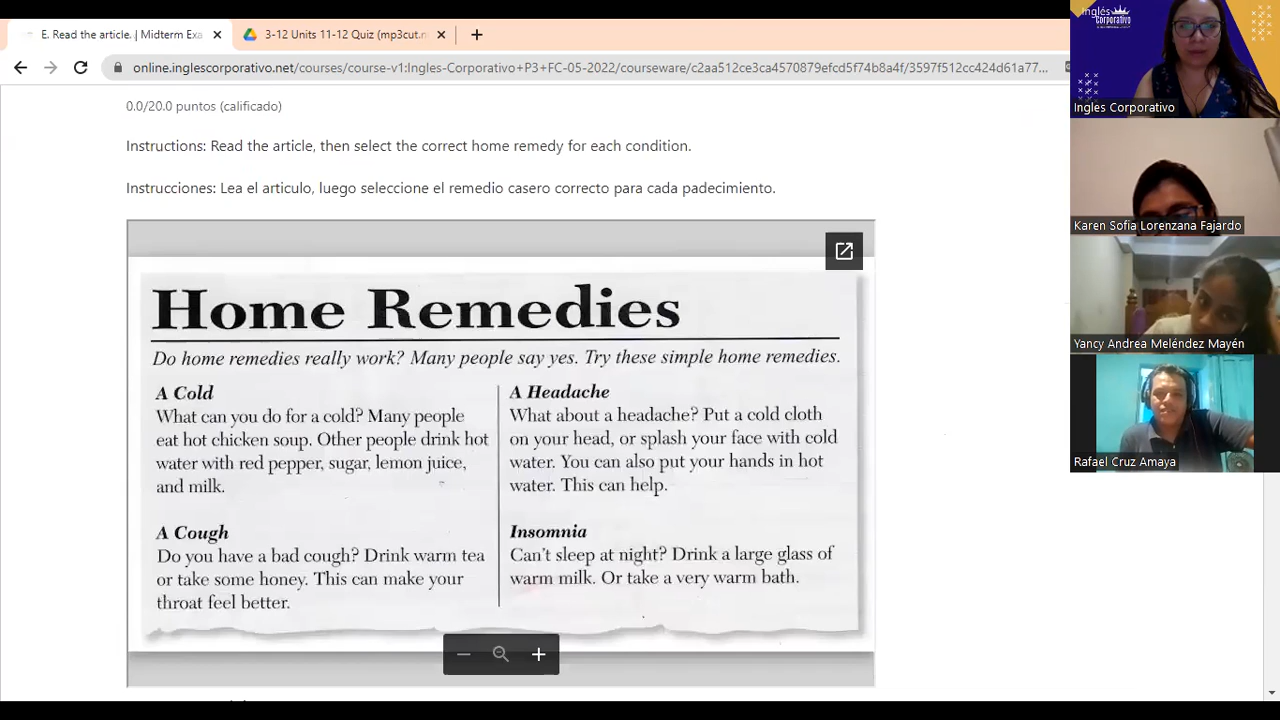 E. Read the article. | Midterm Exa
3-12 Units 11-12 Quiz (mp3cut.n
online.inglescorporativo.net/courses/course-v1:Ingles-Corporativo+P3+FC-05-2022/courseware/c2aa512ce3ca4570879efcd5f74b8a4f/3597f512cc424d61a77...
0.0/20.0 puntos (calificado)
Instructions: Read the article, then select the correct home remedy for each condition.
Instrucciones: Lea el articulo, luego seleccione el remedio casero correcto para cada padecimiento.
Home Remedies
Do home remedies really work? Many people say yes. Try these simple home remedies.
A Cold
What can you do for a cold? Many people
eat hot chicken soup. Other people drink hot
water with red pepper, sugar, lemon juice,
and milk.
A Cough
Do you have a bad cough? Drink warm tea
or take some honey. This can make your
throat feel better.
A Headache
What about a headache? Put a cold cloth
on your head, or splash your face with cold
water. You can also put your hands in hot
water. This can help.
Insomnia
Can't sleep at night? Drink a large glass of
warm milk. Or take a very warm bath.
Inglés
Corporativo
Ingles Corporativo
Karen Sofía Lorenzana Fajardo
Yancy Andrea Meléndez Mayén
Rafael Cruz Amaya